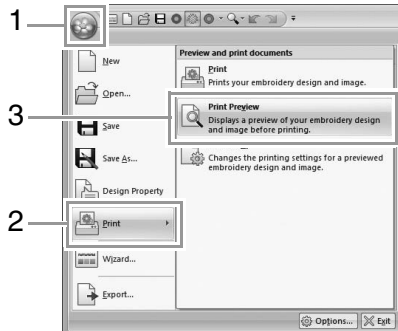 1
Preview and print documents
New
Print
Prints your embroidery design and image.
Open...
3
Print Preview
Displays a preview of your embroidery design
and image before printing.
Save
Save As...
Changes the printing settings for a previewed
embroidery design and image.
Design Property
2
Print
Wizard...
Export...
Options...
Exit